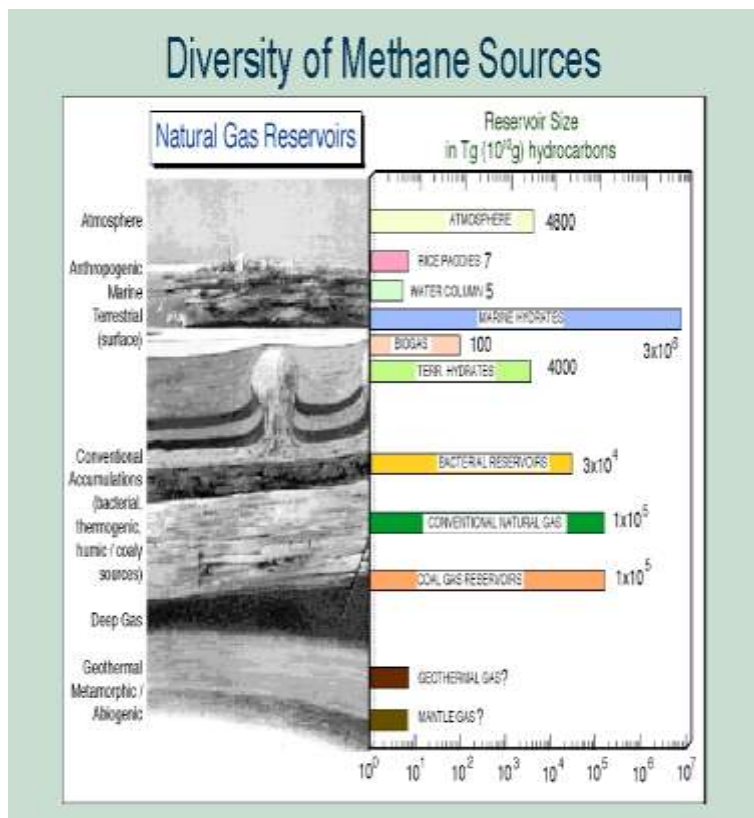 Diversity of Methane Sources
Natural Gas Reservoirs
Reservoir Size
in Tg (10¹²g) hydrocarbons
Atmosphere
ATMOSPHERE 4800
Anthropogenic
RICE PADDIES 7
Marine
WATER COLUMN 5
Terrestrial
(surface)
MARINE HYDRATES
3x10⁶
BIOGAS 100
TERR. HYDRATES 4000
Conventional
Accumulations
(bacterial,
thermogenic,
humic / coaly
sources)
BACTERIAL RESERVOIRS 3x10⁴
CONVENTIONAL NATURAL GAS 1x10⁵
COAL GAS RESERVOIRS 1x10⁵
Deep Gas
Geothermal
Metamorphic /
Abiogenic
GEOTHERMAL GAS ?
MANTLE GAS ?
10⁰ 10¹ 10² 10³ 10⁴ 10⁵ 10⁶ 10⁷